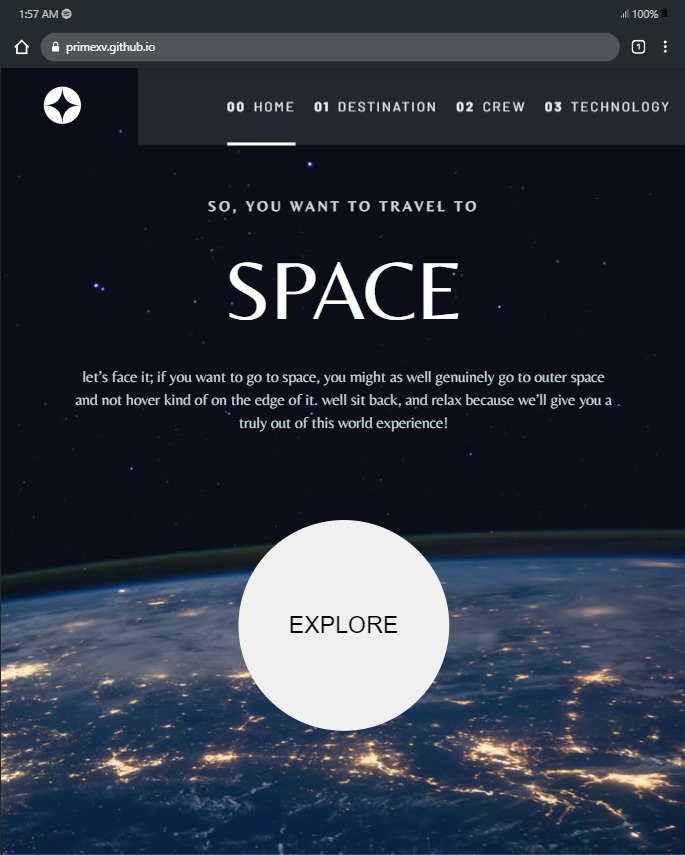 1:57 AM
100%
primexv.github.io
1
00 HOME 01 DESTINATION 02 CREW 03 TECHNOLOGY
SO, YOU WANT TO TRAVEL TO
SPACE
let's face it; if you want to go to space, you might as well genuinely go to outer space
and not hover kind of on the edge of it. well sit back, and relax because we'll give you a
truly out of this world experience!
EXPLORE